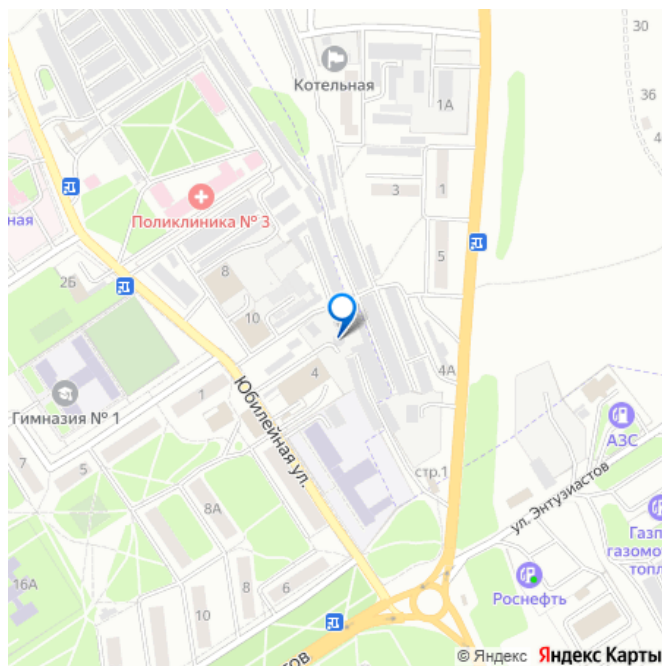 30
Котельная
1А
36
4
3
1
ная
Поликлиника № 3
5
2Б
8
10
4
4А
1
Юбилейная ул.
Гимназия № 1
АЗС
7
5
стр.1
ул. Энтузиастов
8А
Газп
газомо
топл
16А
6
Роснефть
10
8
тов
© Яндекс Яндекс Карты